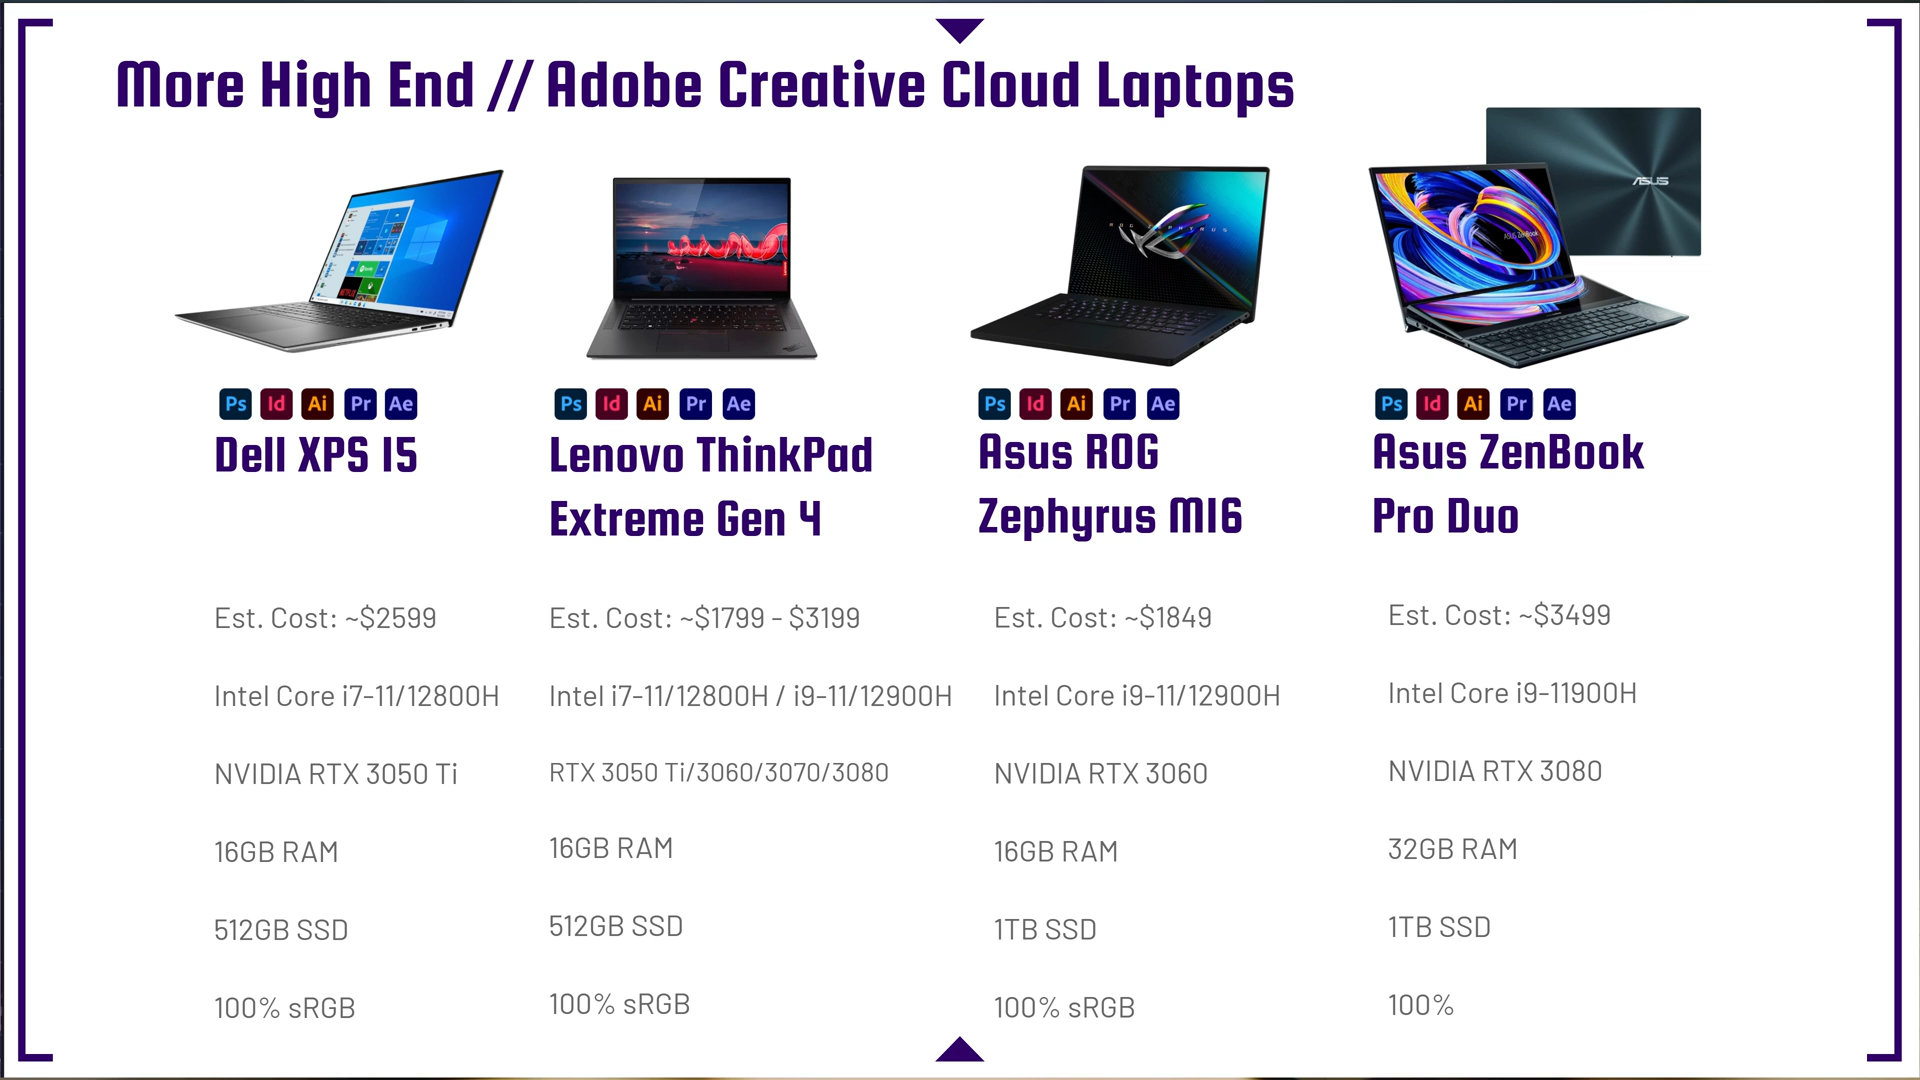 More High End // Adobe Creative Cloud Laptops
ASUS
ROG ZEPHYRUS
ASUS ZenBook
Ps Id Ai Pr Ae
Dell XPS 15
Est. Cost: ~$2599
Intel Core i7-11/12800H
NVIDIA RTX 3050 Ti
16GB RAM
512GB SSD
100% sRGB
Ps Id Ai Pr Ae
Lenovo ThinkPad
Extreme Gen 4
Est. Cost: ~$1799 - $3199
Intel i7-11/12800H / i9-11/12900H
RTX 3050 Ti/3060/3070/3080
16GB RAM
512GB SSD
100% sRGB
Ps Id Ai Pr Ae
Asus ROG
Zephyrus M16
Est. Cost: ~$1849
Intel Core i9-11/12900H
NVIDIA RTX 3060
16GB RAM
1TB SSD
100% sRGB
Ps Id Ai Pr Ae
Asus ZenBook
Pro Duo
Est. Cost: ~$3499
Intel Core i9-11900H
NVIDIA RTX 3080
32GB RAM
1TB SSD
100%